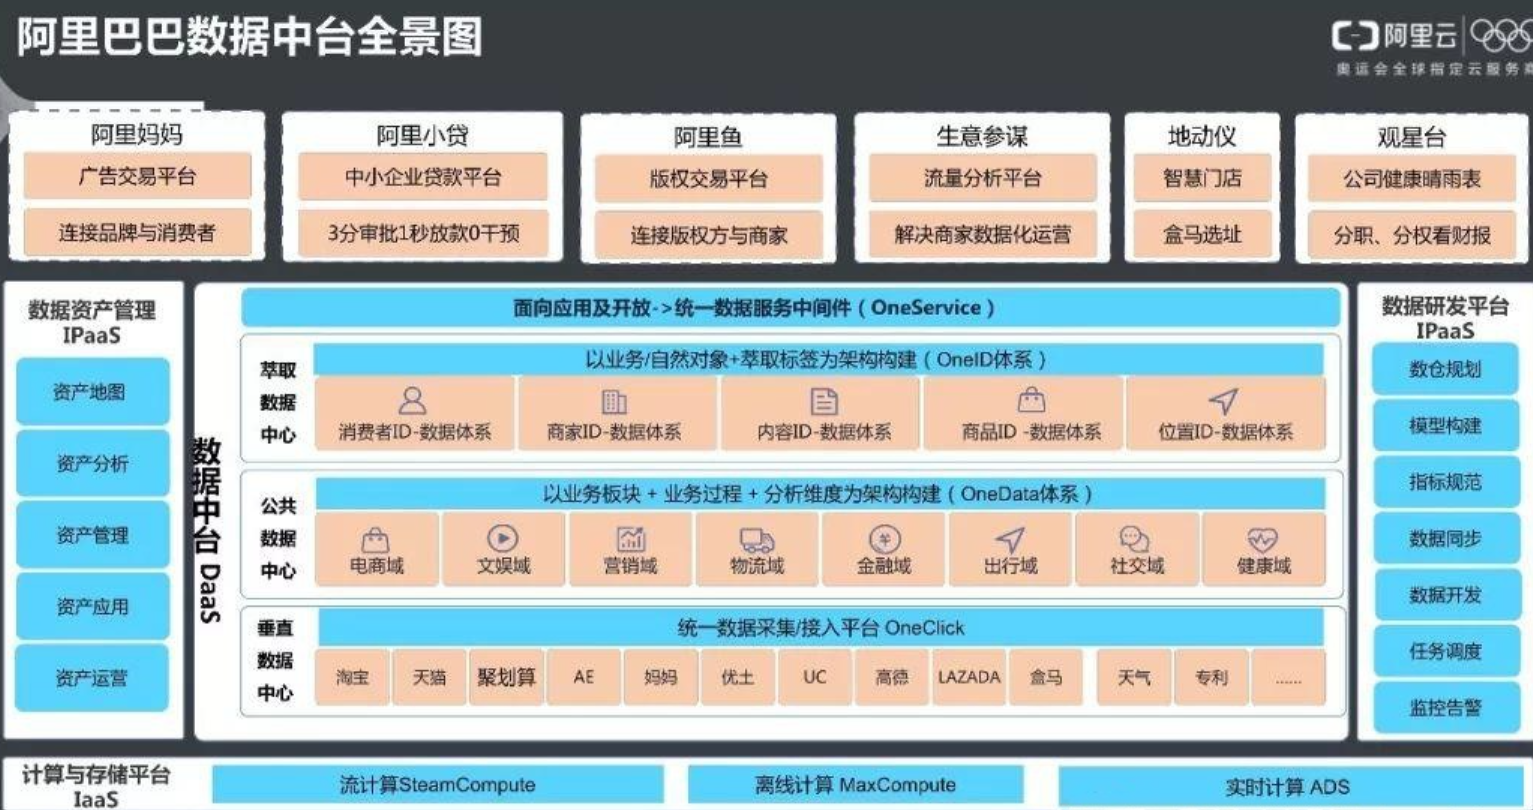 阿里巴巴数据中台全景图
阿里云
奥运会全球指定云服务商
阿里妈妈
广告交易平台
连接品牌与消费者
阿里小贷
中小企业贷款平台
3分审批1秒放款0干预
阿里鱼
版权交易平台
连接版权方与商家
生意参谋
流量分析平台
解决商家数据化运营
地动仪
智慧门店
盒马选址
观星台
公司健康晴雨表
分职、分权看财报
数据资产管理
IPaaS
资产地图
资产分析
资产管理
资产应用
资产运营
数据中台 DaaS
面向应用及开放->统一数据服务中间件（OneService）
萃取
数据
中心
以业务/自然对象+萃取标签为架构构建（OneID体系）
消费者ID-数据体系
商家ID-数据体系
内容ID-数据体系
商品ID -数据体系
位置ID-数据体系
公共
数据
中心
以业务板块 + 业务过程 + 分析维度为架构构建（OneData体系）
电商域
文娱域
营销域
物流域
金融域
出行域
社交域
健康域
垂直
数据
中心
统一数据采集/接入平台 OneClick
淘宝
天猫
聚划算
AE
妈妈
优土
UC
高德
LAZADA
盒马
天气
专利
......
数据研发平台
IPaaS
数仓规划
模型构建
指标规范
数据同步
数据开发
任务调度
监控告警
计算与存储平台
IaaS
流计算SteamCompute
离线计算 MaxCompute
实时计算 ADS